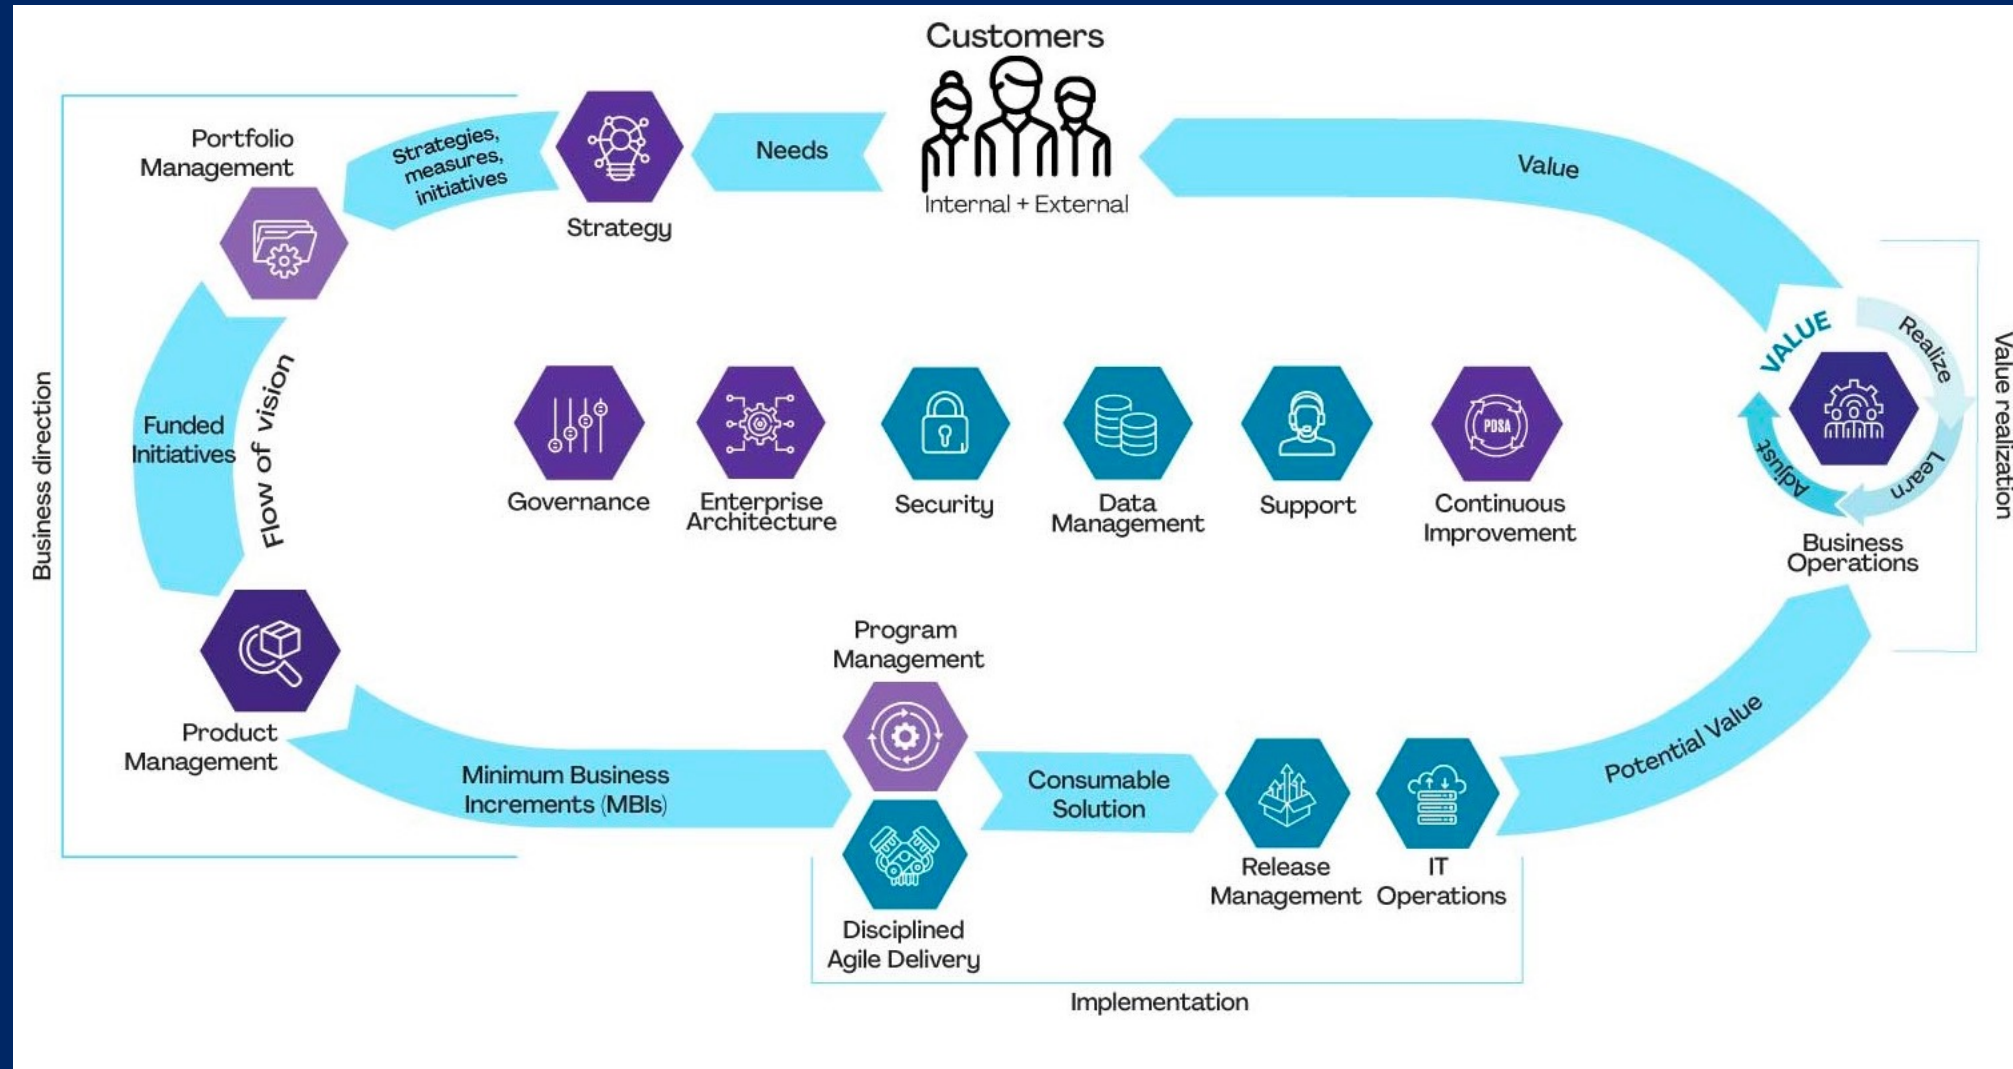 Customers
Internal + External
Needs
Strategy
Strategies,
measures,
initiatives
Portfolio
Management
Business direction
Funded
Initiatives
Flow of vision
Product
Management
Minimum Business
Increments (MBIs)
Program
Management
Disciplined
Agile Delivery
Consumable
Solution
Release
Management
IT
Operations
Implementation
Potential Value
Business
Operations
VALUE
Realize
Learn
Adjust
Value realization
Value
Governance
Enterprise
Architecture
Security
Data
Management
Support
PDSA
Continuous
Improvement